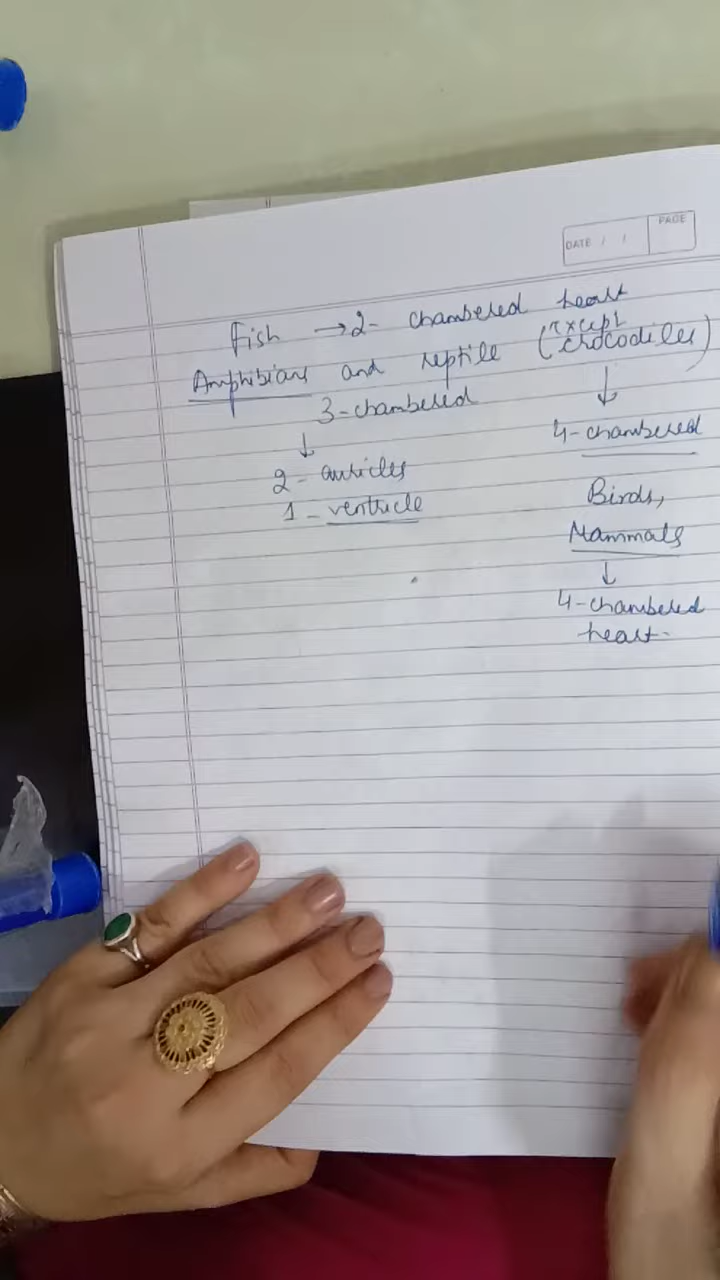 DATE / / PAGE
fish → 2- chambered heart
Amphibians and reptile (except crocodiles)
3-chambered
↓
2- auricles
1 - ventricle
↓
4-chambered
Birds,
Mammals
↓
4-chambered
heart.